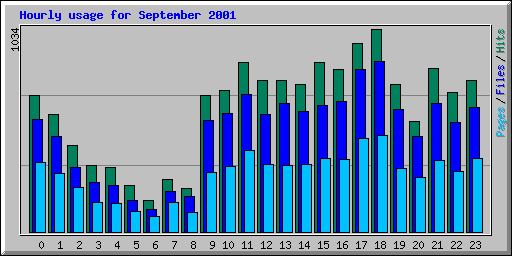 Hourly usage for September 2001
1034
Pages / Files / Hits
0 1 2 3 4 5 6 7 8 9 10 11 12 13 14 15 16 17 18 19 20 21 22 23